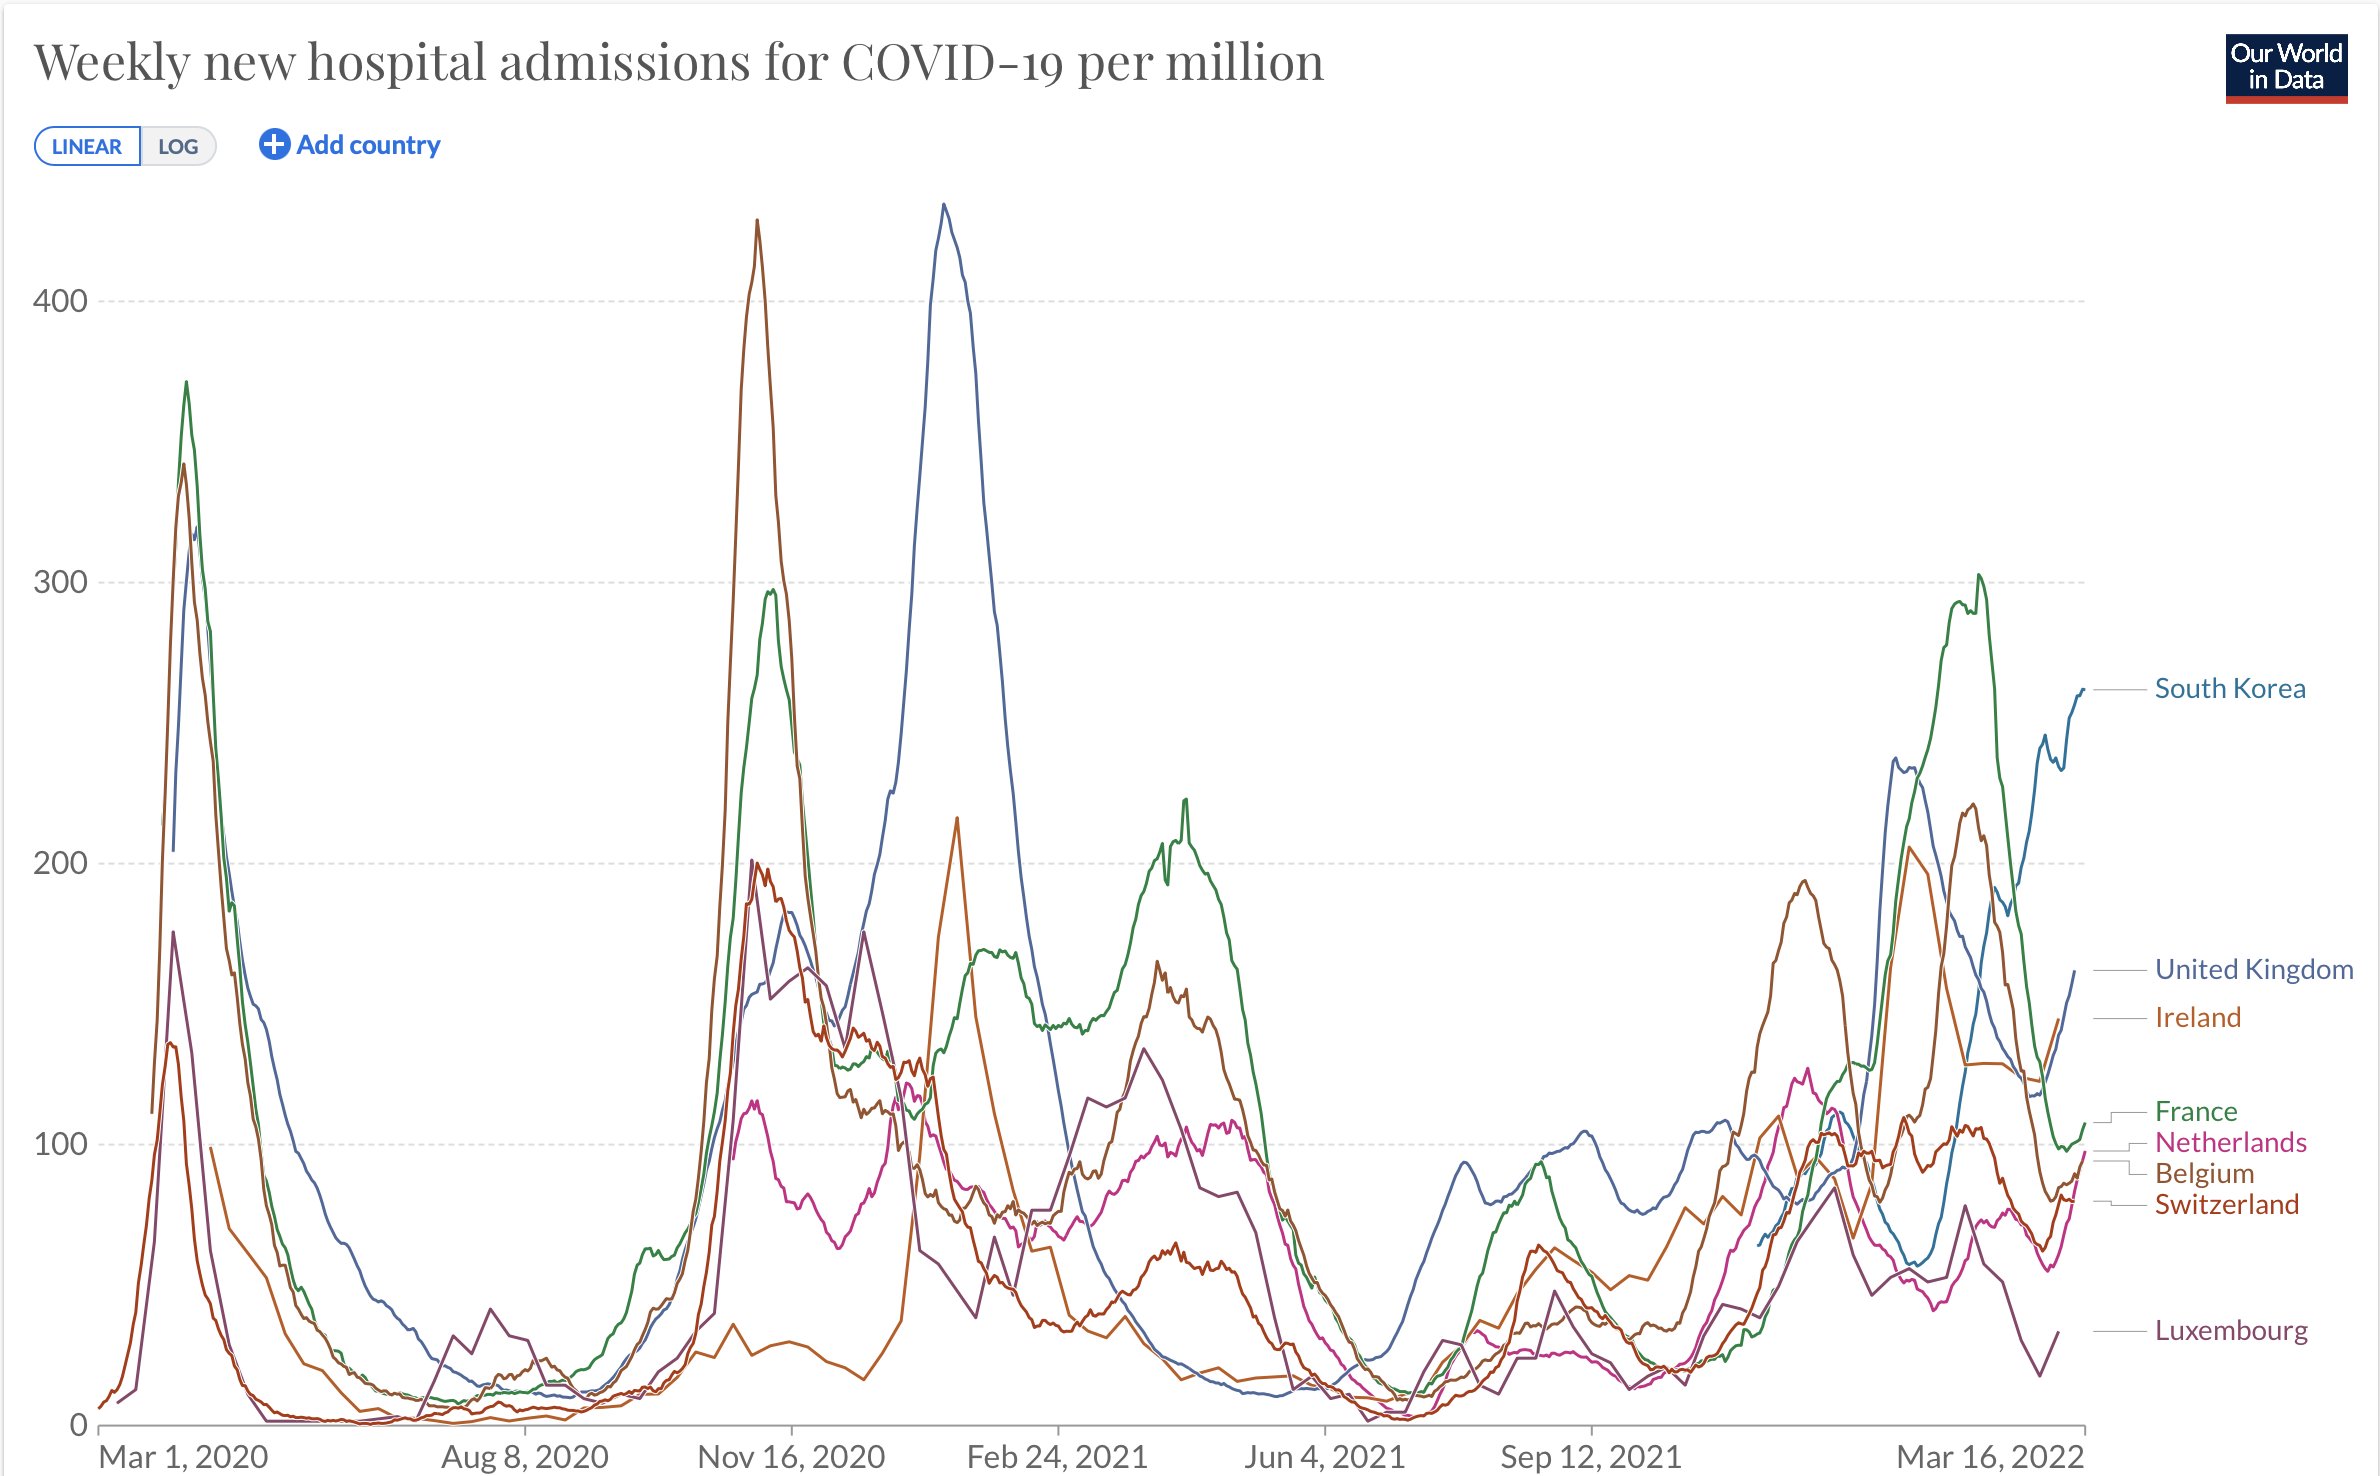 Weekly new hospital admissions for COVID-19 per million
Our World
in Data
LINEAR
LOG
Add country
400
300
200
100
0
South Korea
United Kingdom
Ireland
France
Netherlands
Belgium
Switzerland
Luxembourg
Mar 1, 2020
Aug 8, 2020
Nov 16, 2020
Feb 24, 2021
Jun 4, 2021
Sep 12, 2021
Mar 16, 2022